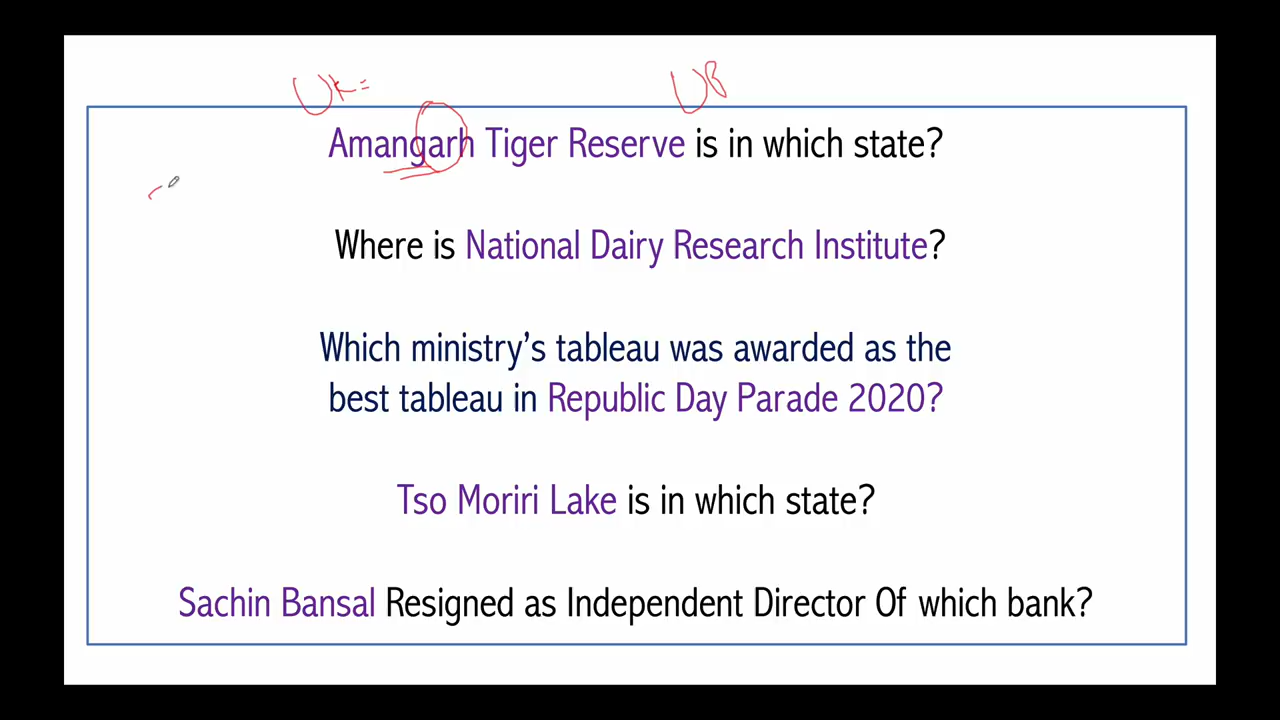 Uk=
UP
Amangarh Tiger Reserve is in which state?
Where is National Dairy Research Institute?
Which ministry's tableau was awarded as the
best tableau in Republic Day Parade 2020?
Tso Moriri Lake is in which state?
Sachin Bansal Resigned as Independent Director Of which bank?